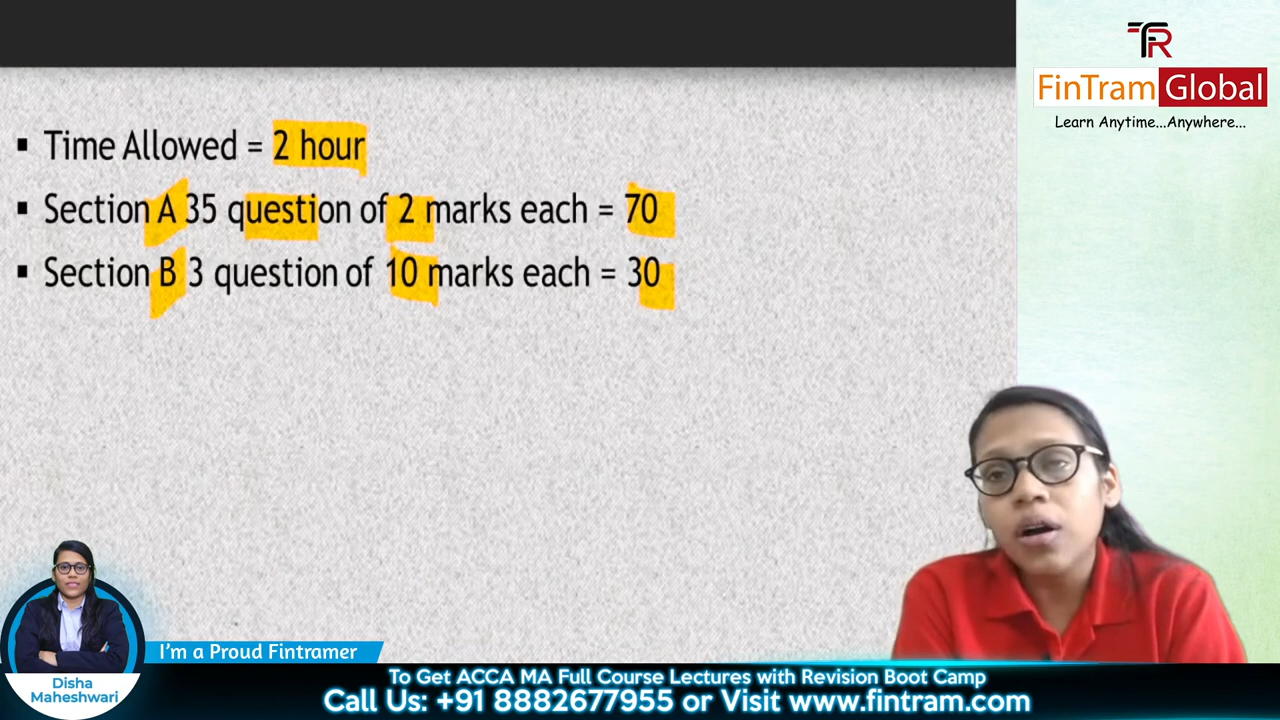 ▪ Time Allowed = 2 hour
▪ Section A 35 question of 2 marks each = 70
▪ Section B 3 question of 10 marks each = 30
TR
FinTram Global
Learn Anytime...Anywhere...
I'm a Proud Fintramer
Disha
Maheshwari
To Get ACCA MA Full Course Lectures with Revision Boot Camp
Call Us: +91 8882677955 or Visit www.fintram.com